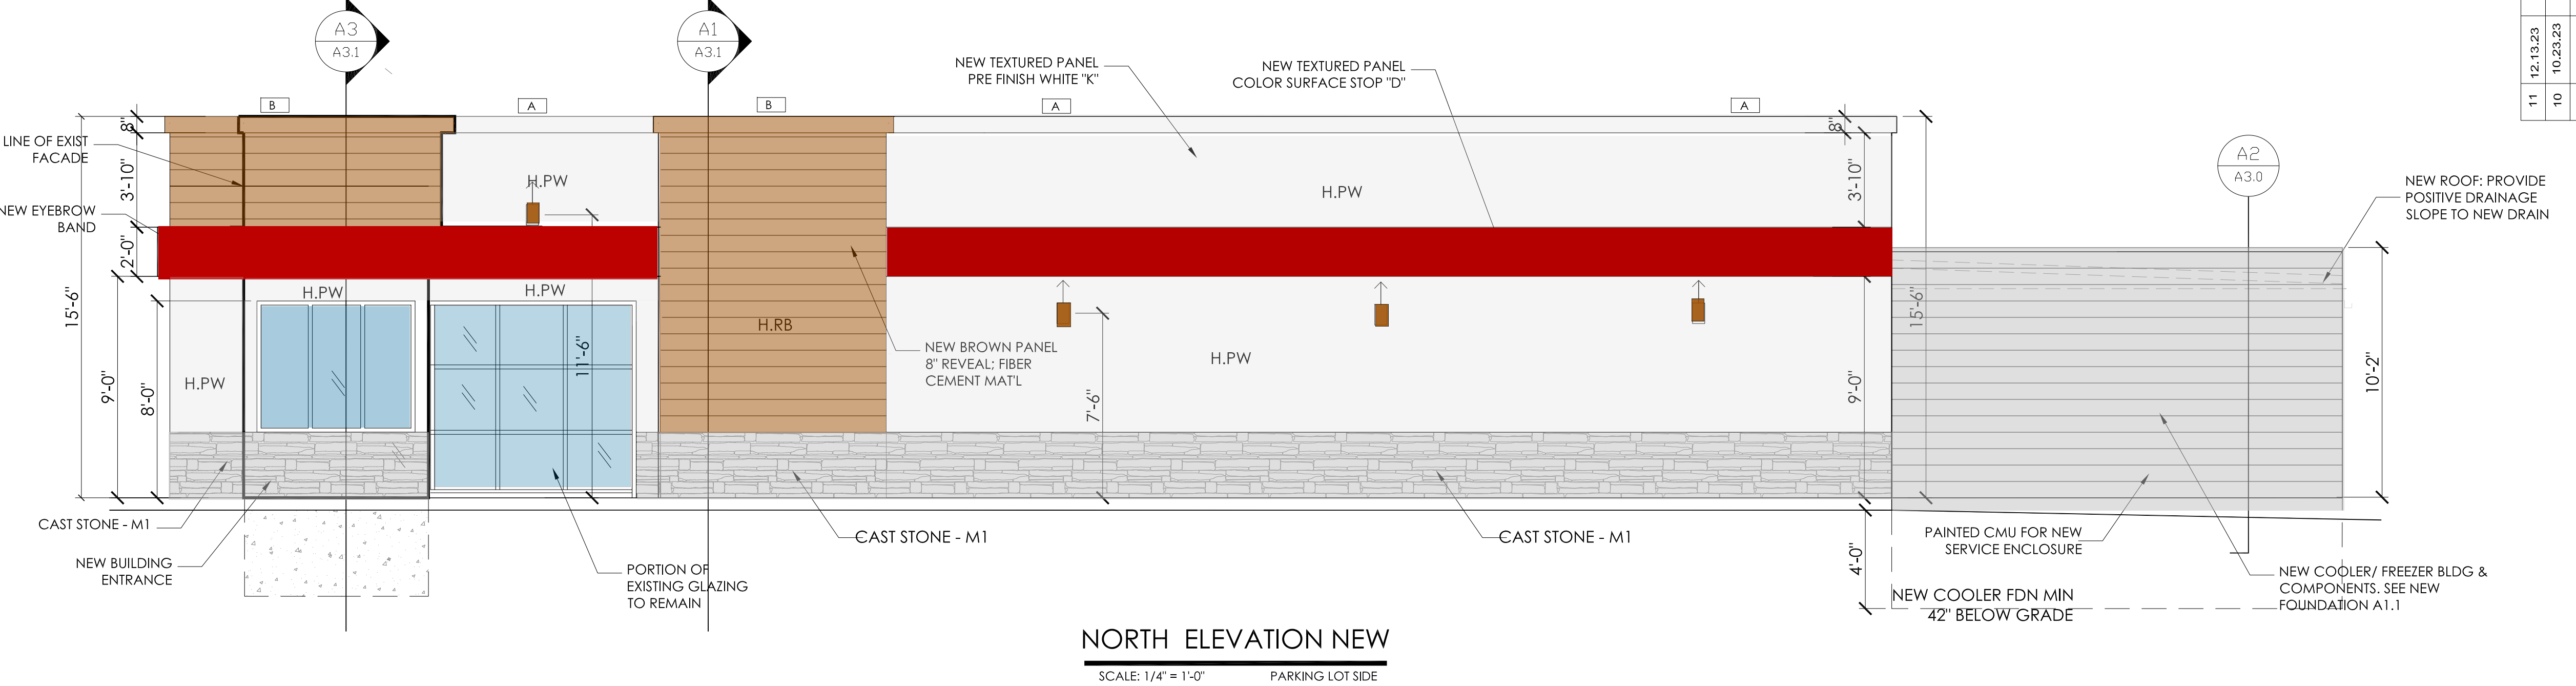 A3
A3.1
A1
A3.1
12.13.23
10.23.23
11
10
NEW TEXTURED PANEL
PRE FINISH WHITE "K"
NEW TEXTURED PANEL
COLOR SURFACE STOP "D"
B
A
B
A
A
8"
8"
LINE OF EXIST
FACADE
3'-10"
3'-10"
A2
A3.0
H.PW
H.PW
NEW ROOF: PROVIDE
POSITIVE DRAINAGE
SLOPE TO NEW DRAIN
NEW EYEBROW
BAND
2'-0"
15'-6"
15'-6"
H.PW
H.PW
H.RB
NEW BROWN PANEL
8" REVEAL; FIBER
CEMENT MAT'L
H.PW
H.PW
9'-0"
8'-0"
11'-6"
7'-6"
9'-0"
10'-2"
CAST STONE - M1
CAST STONE - M1
CAST STONE - M1
PAINTED CMU FOR NEW
SERVICE ENCLOSURE
NEW BUILDING
ENTRANCE
PORTION OF
EXISTING GLAZING
TO REMAIN
4'-0"
NEW COOLER FDN MIN
42" BELOW GRADE
NEW COOLER/ FREEZER BLDG &
COMPONENTS. SEE NEW
FOUNDATION A1.1
NORTH ELEVATION NEW
SCALE: 1/4" = 1'-0"
PARKING LOT SIDE